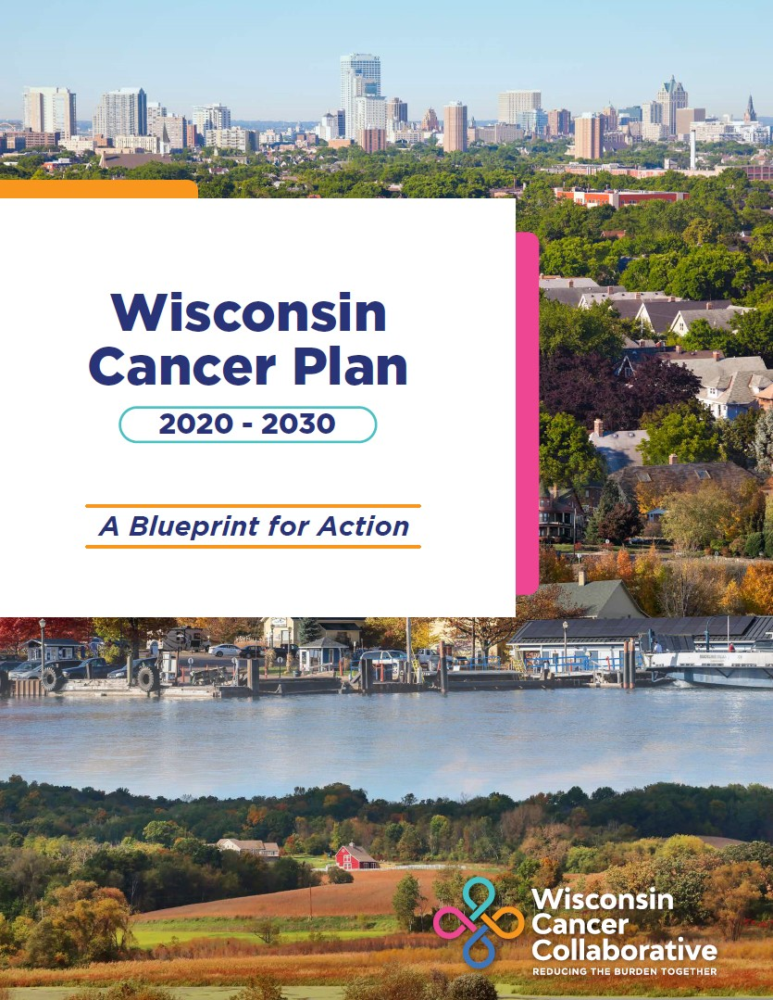 Wisconsin
Cancer Plan
2020 - 2030
A Blueprint for Action
Wisconsin
Cancer
Collaborative
REDUCING THE BURDEN TOGETHER